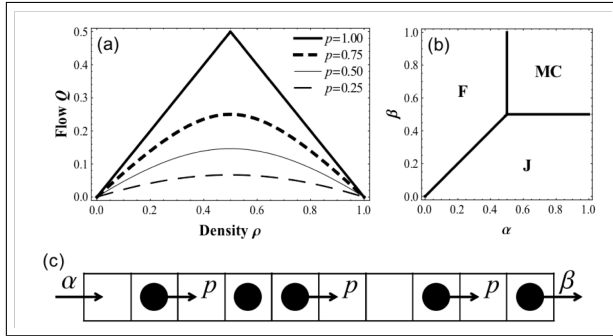 (a)
0.5
0.4
0.3
0.2
0.1
0.0
Flow Q
p=1.00
p=0.75
p=0.50
p=0.25
0.0 0.2 0.4 0.6 0.8 1.0
Density ρ
(b)
1.0
0.8
0.6
0.4
0.2
0.0
β
F
MC
J
0.0 0.2 0.4 0.6 0.8 1.0
α
(c)
α p p p β